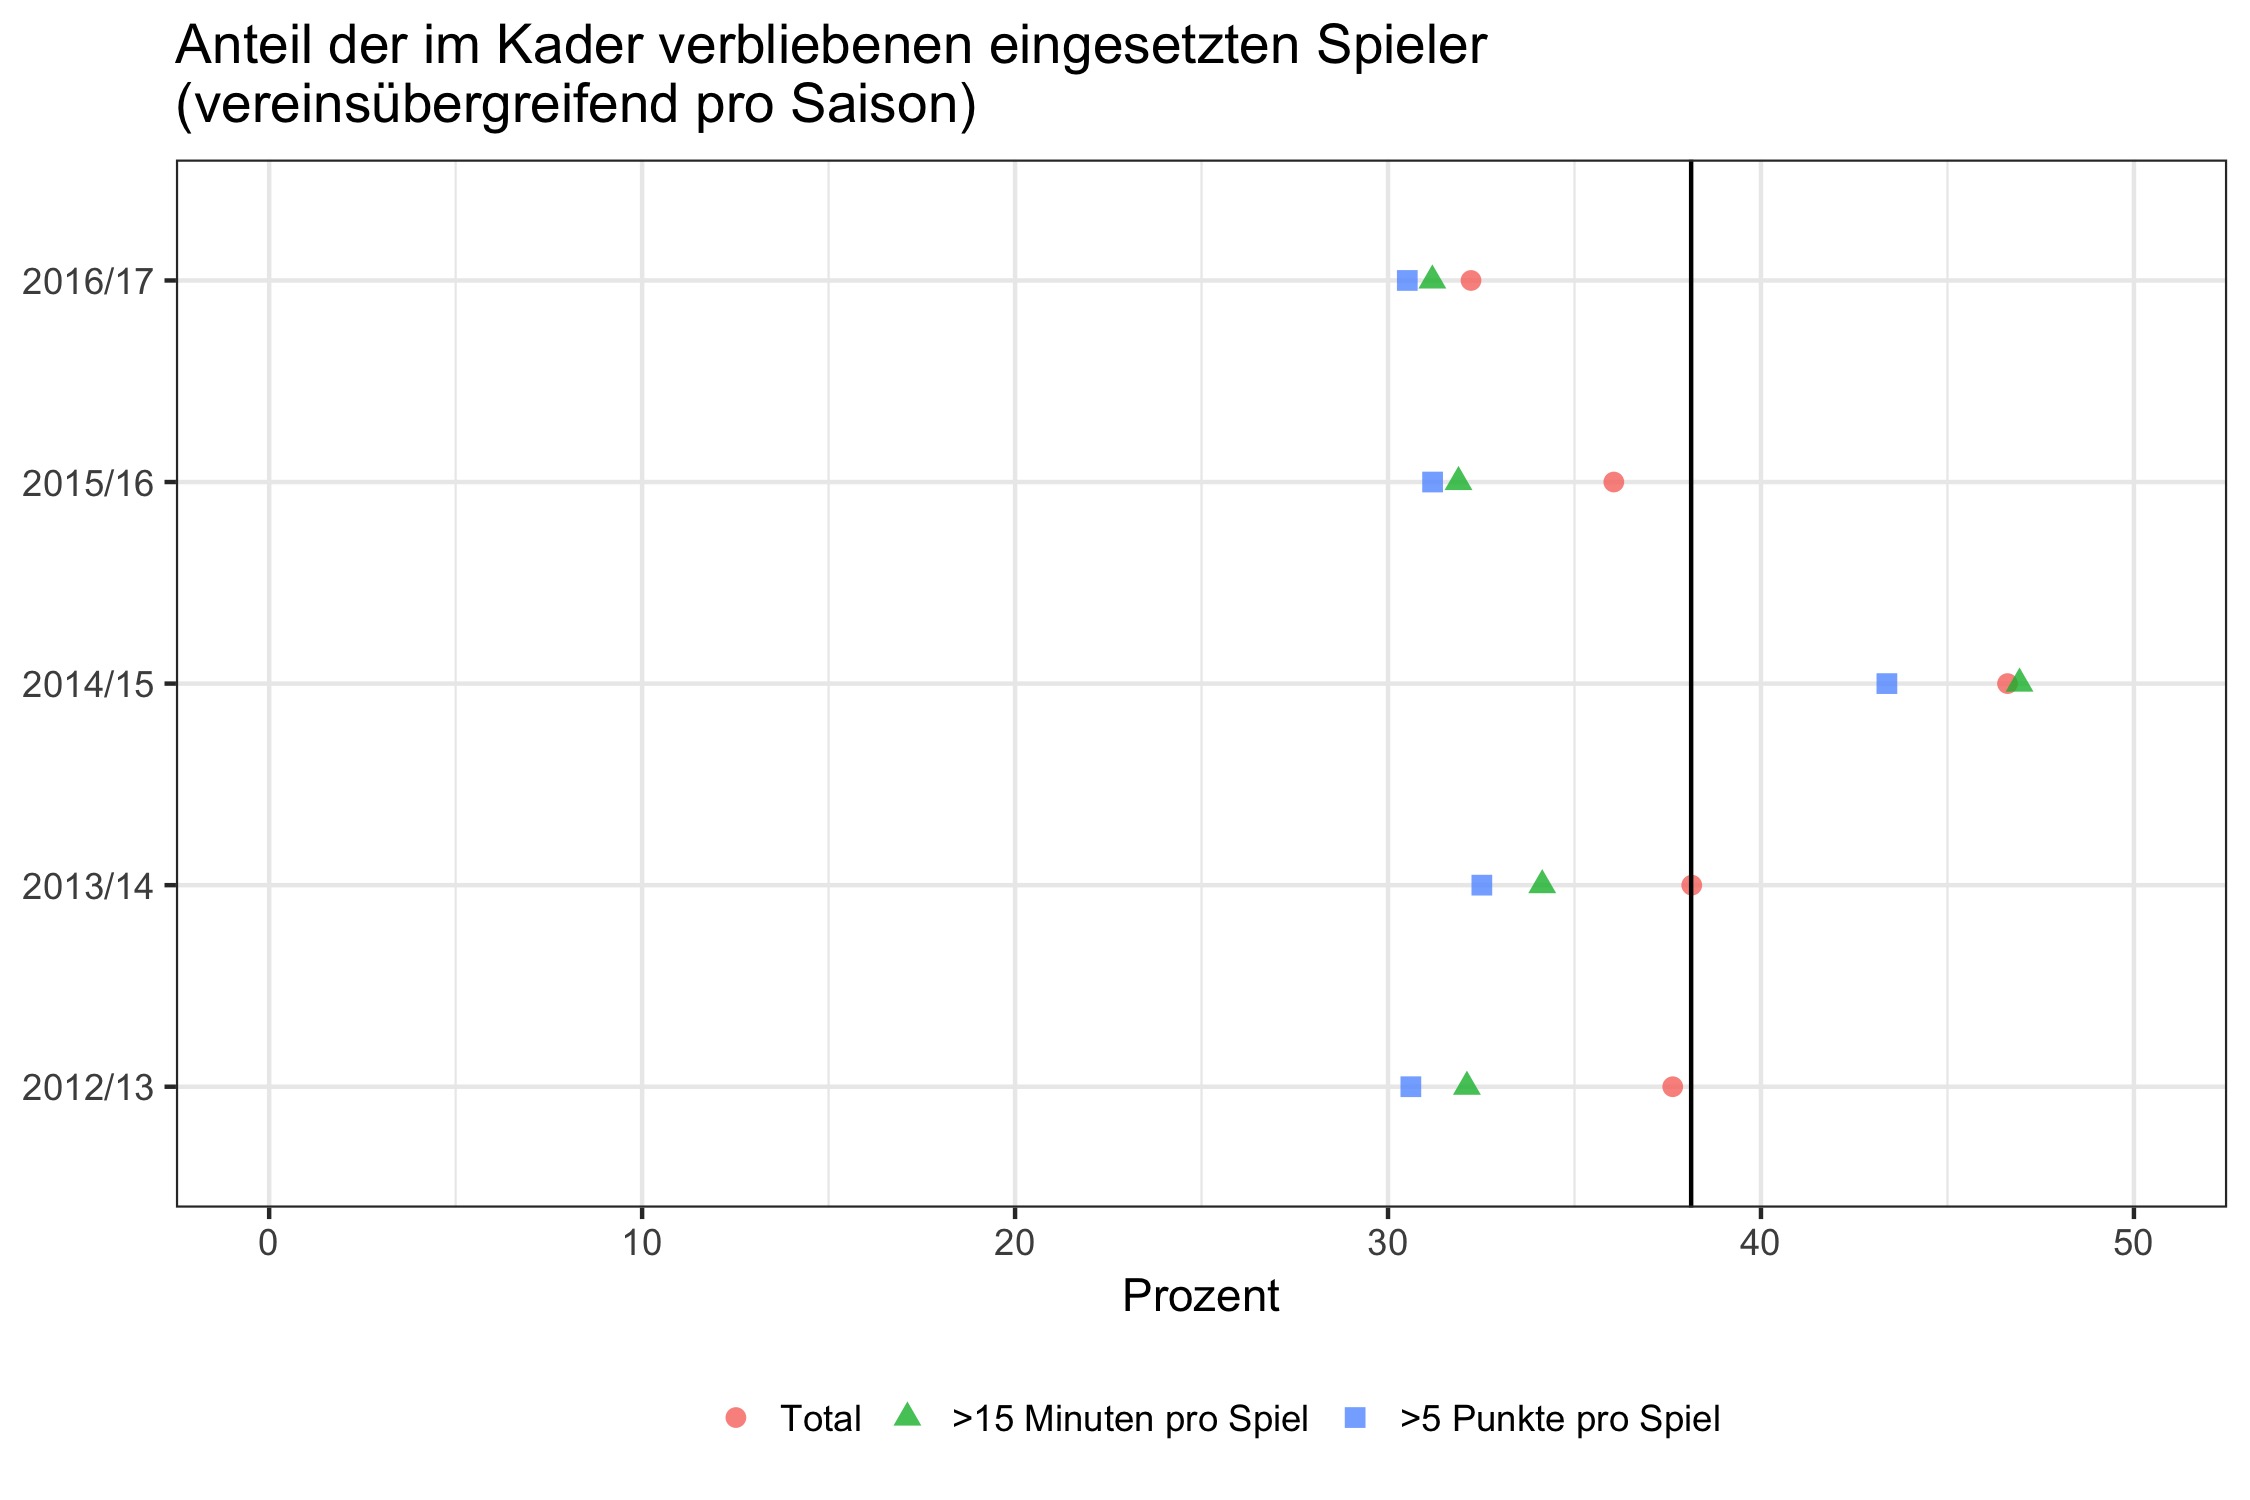 Anteil der im Kader verbliebenen eingesetzten Spieler
(vereinsübergreifend pro Saison)
2016/17
2015/16
2014/15
2013/14
2012/13
0 10 20 30 40 50
Prozent
Total >15 Minuten pro Spiel >5 Punkte pro Spiel